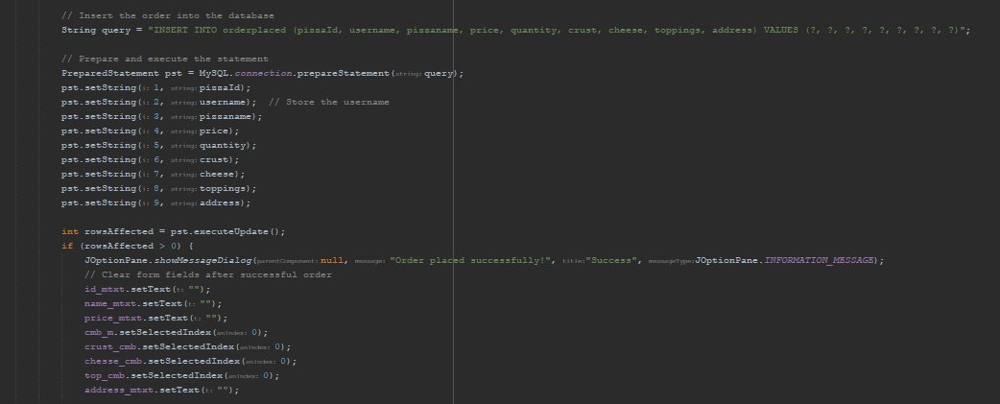 // Insert the order into the database
String query = "INSERT INTO orderplaced (pizzaId, username, pizzaname, price, quantity, crust, cheese, toppings, address) VALUES (?, ?, ?, ?, ?, ?, ?, ?, ?)";
// Prepare and execute the statement
PreparedStatement pst = MySQL.connection.prepareStatement(string: query);
pst.setString(i: 1, string: pizzaId);
pst.setString(i: 2, string: username);  // Store the username
pst.setString(i: 3, string: pizzaname);
pst.setString(i: 4, string: price);
pst.setString(i: 5, string: quantity);
pst.setString(i: 6, string: crust);
pst.setString(i: 7, string: cheese);
pst.setString(i: 8, string: toppings);
pst.setString(i: 9, string: address);
int rowsAffected = pst.executeUpdate();
if (rowsAffected > 0) {
JOptionPane.showMessageDialog(parentComponent: null, message: "Order placed successfully!", title: "Success", messageType: JOptionPane.INFORMATION_MESSAGE);
// Clear form fields after successful order
id_mtxt.setText(t: "");
name_mtxt.setText(t: "");
price_mtxt.setText(t: "");
cmb_m.setSelectedIndex(anIndex: 0);
crust_cmb.setSelectedIndex(anIndex: 0);
chesse_cmb.setSelectedIndex(anIndex: 0);
top_cmb.setSelectedIndex(anIndex: 0);
address_mtxt.setText(t: "");